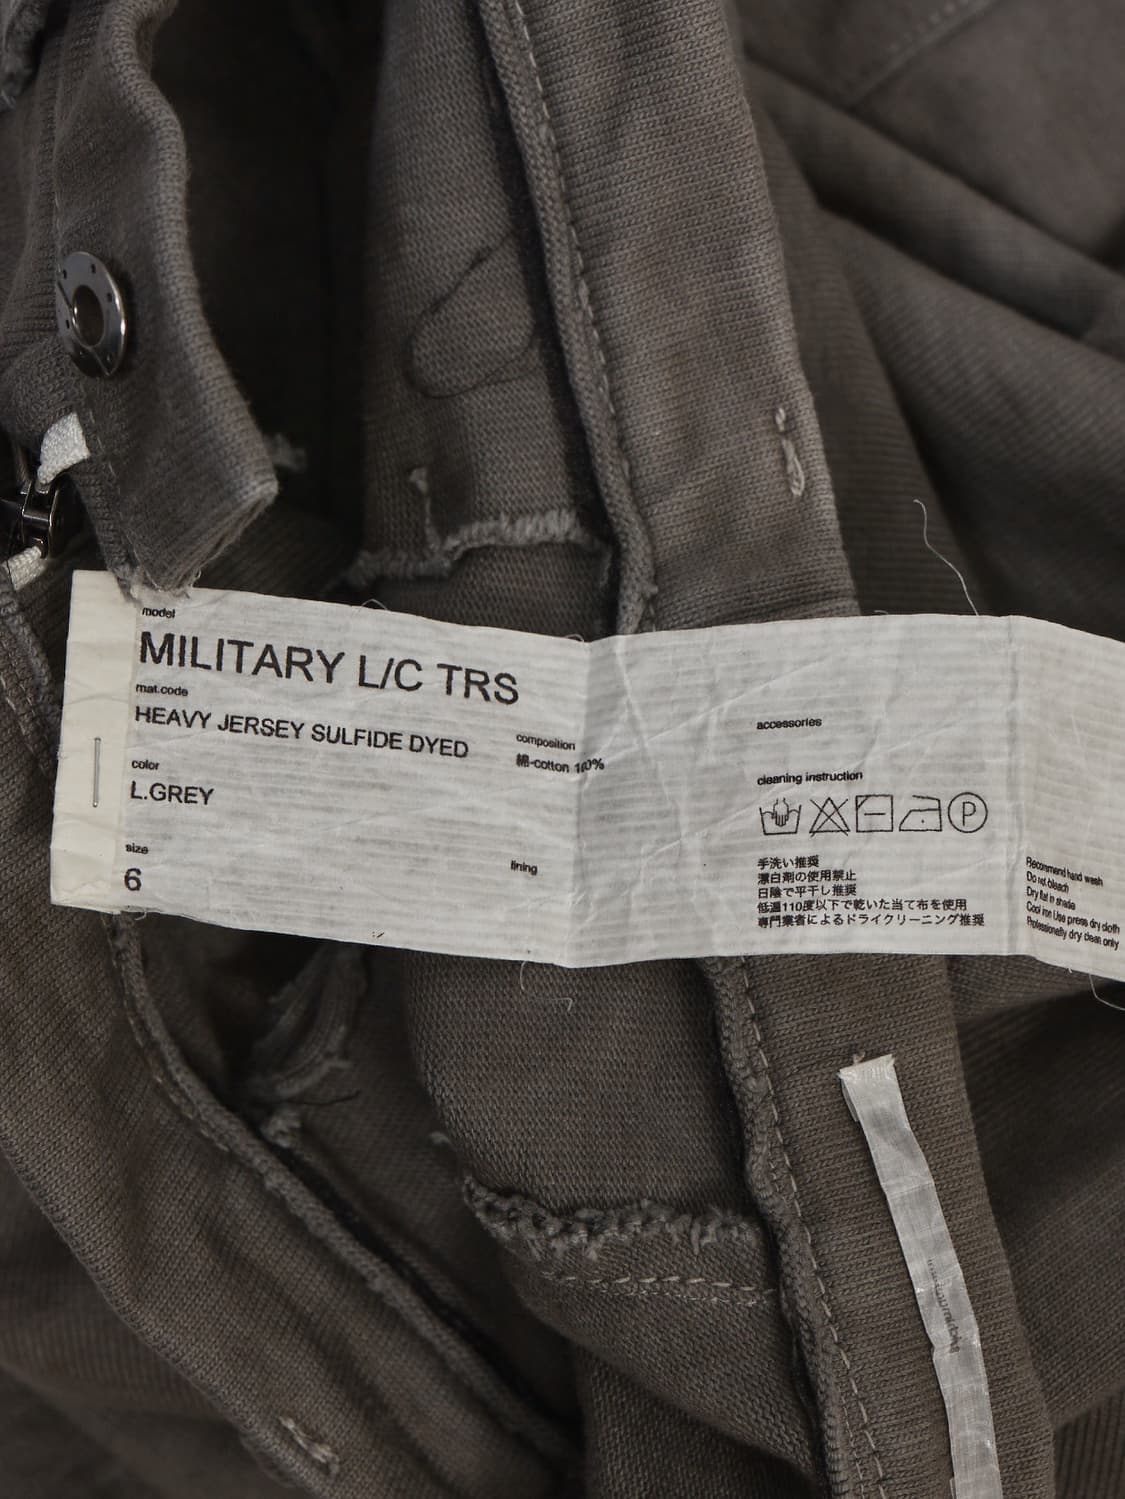 model
MILITARY L/C TRS
mat.code
HEAVY JERSEY SULFIDE DYED
color
L.GREY
size
6
composition
綿-cotton 100%
lining
accessories
cleaning instruction
P
手洗い推奨
漂白剤の使用禁止
日陰で平干し推奨
低温110度以下で乾いた当て布を使用
専門業者によるドライクリーニング推奨
Recommend hand wash
Do not bleach
Dry flat in shade
Cool iron Use press dry cloth
Professionally dry clean only